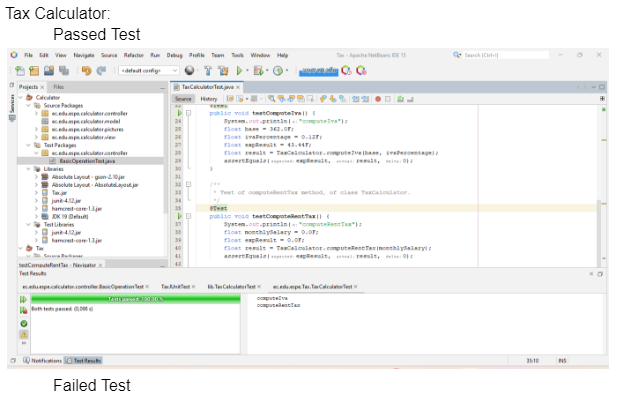 Tax Calculator:
Passed Test
File Edit View Navigate Source Refactor Run Debug Profile Team Tools Window Help
Tax - Apache NetBeans IDE 13
Search (Ctrl+I)
<default config>
Projects × Files
TaxCalculatorTest.java ×
Services
Source History
Calculator
Source Packages
ec.edu.espe.calculator.controller
ec.edu.espe.calculator.model
ec.edu.espe.calculator.pictures
ec.edu.espe.calculator.view
Test Packages
ec.edu.espe.calculator.controller
BasicOperationTest.java
Libraries
Absolute Layout - gson-2.10.jar
Absolute Layout - AbsoluteLayout.jar
Tax.jar
junit-4.12.jar
hamcrest-core-1.3.jar
JDK 19 (Default)
Test Libraries
junit-4.12.jar
hamcrest-core-1.3.jar
Tax
Source Packages
testComputeRentTax - Navigator ×
23 @Test
public void testComputeIva() {
24 System.out.println("computeIva");
25 float base = 362.0F;
26 float ivaPercentage = 0.12F;
27 float expResult = 43.44F;
28 float result = TaxCalculator.computeIva(base, ivaPercentage);
29 assertEquals(expected: expResult, actual: result, delta: 0);
30 }
31
32 /**
33 * Test of computeRentTax method, of class TaxCalculator.
34 */
35 @Test
public void testComputeRentTax() {
37 System.out.println("computeRentTax");
38 float monthlySalary = 0.0F;
39 float expResult = 0.0F;
40 float result = TaxCalculator.computeRentTax(monthlySalary);
41 assertEquals(expected: expResult, actual: result, delta: 0);
42
Test Results
ec.edu.espe.calculator.controller.BasicOperationTest × TaxJUnitTest × lib.TaxCalculatorTest × ec.edu.espe.Tax.TaxCalculatorTest ×
Tests passed: 100.00 %
Both tests passed. (0,066 s)
computeIva
computeRentTax
Notifications Test Results
35:10 INS
Failed Test